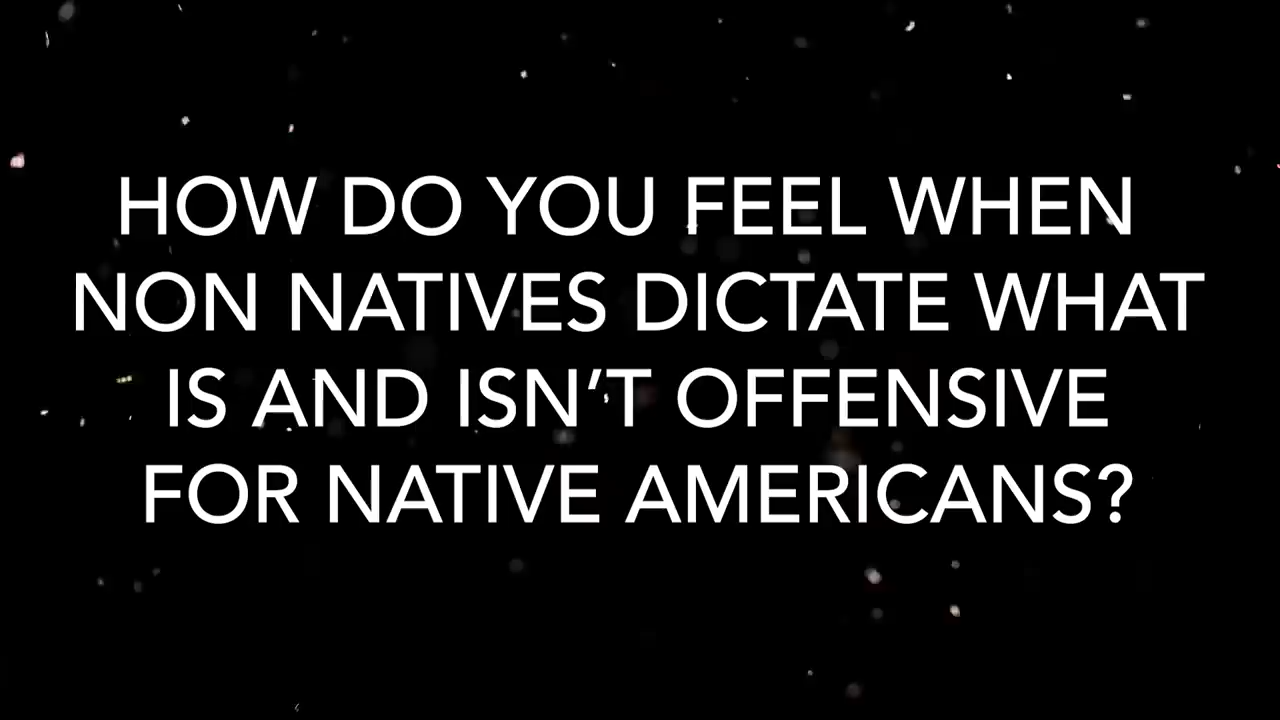 HOW DO YOU FEEL WHEN
NON NATIVES DICTATE WHAT
IS AND ISN’T OFFENSIVE
FOR NATIVE AMERICANS?